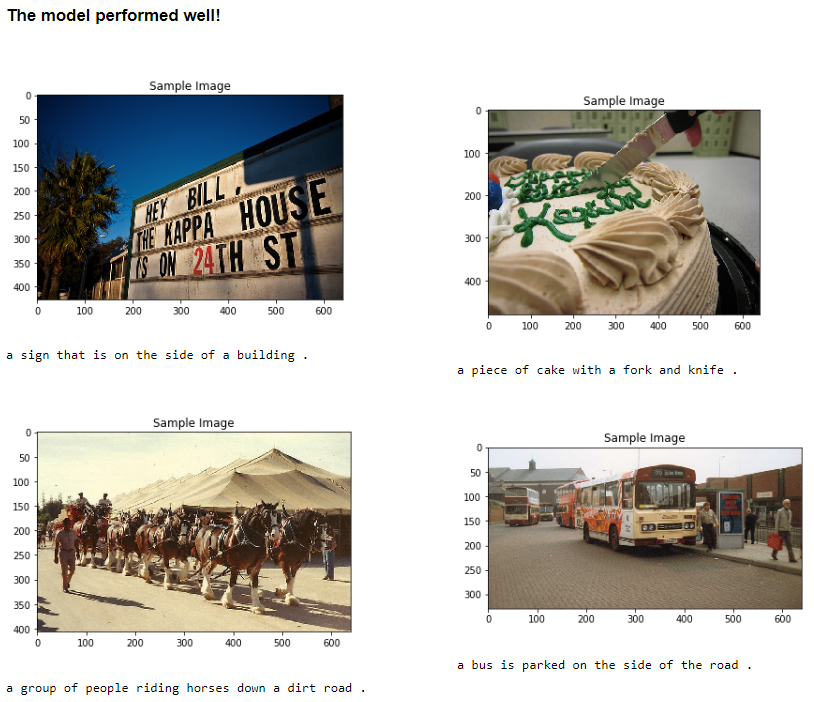 The model performed well!
Sample Image
0
50
100
150
200
250
300
350
400
0 100 200 300 400 500 600
HEY BILL,
THE KAPPA HOUSE
IS ON 24TH ST
a sign that is on the side of a building .
Sample Image
0
100
200
300
400
0 100 200 300 400 500 600
a piece of cake with a fork and knife .
Sample Image
0
50
100
150
200
250
300
350
400
0 100 200 300 400 500 600
a group of people riding horses down a dirt road .
Sample Image
0
50
100
150
200
250
300
0 100 200 300 400 500 600
a bus is parked on the side of the road .